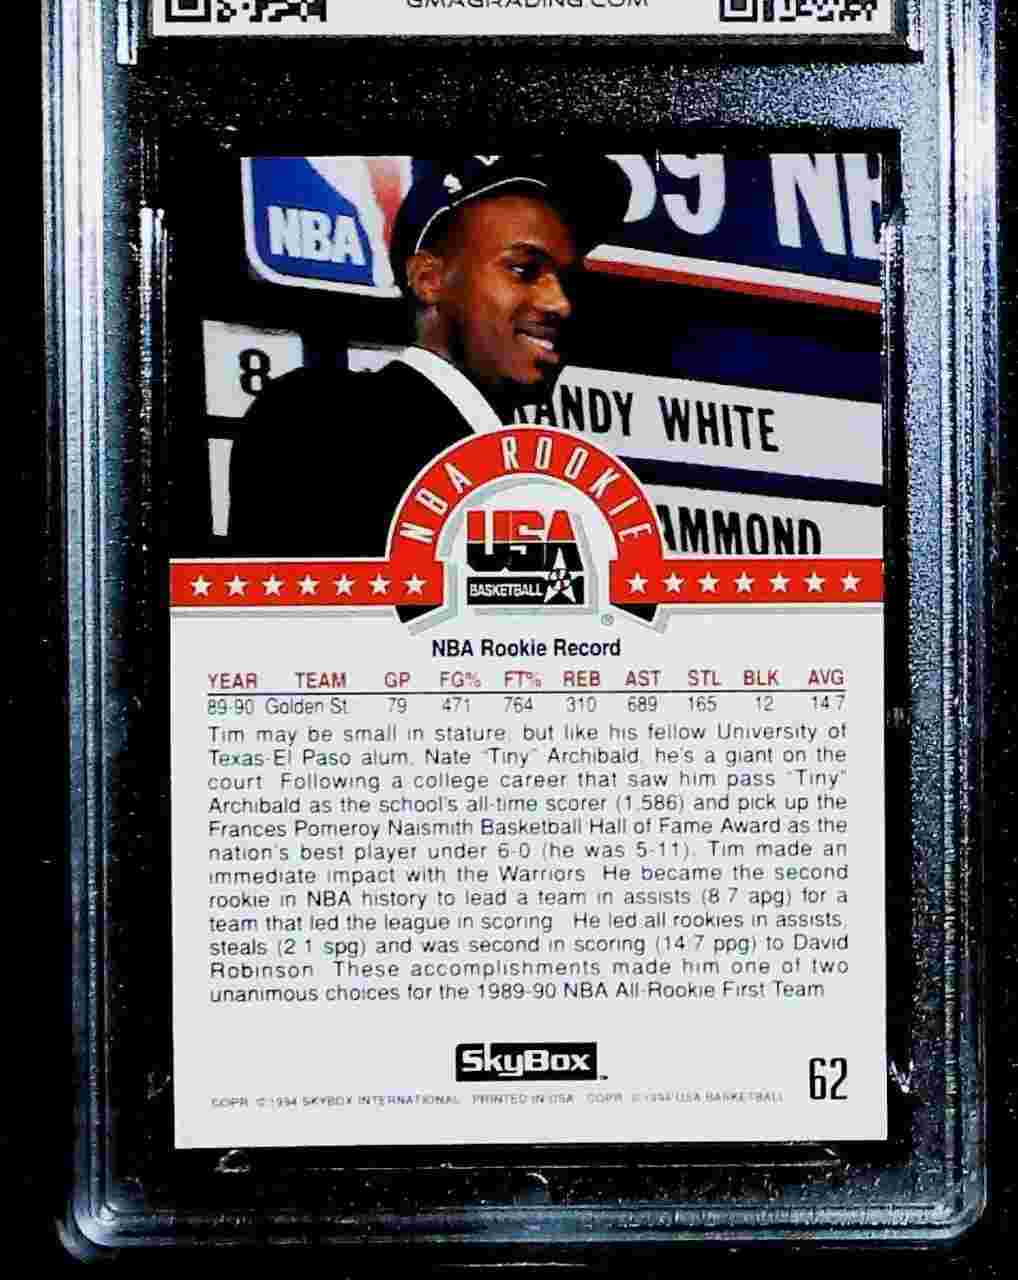 GMAGRADING.COM
NBA
89 NB
8
RANDY WHITE
AMMOND
NBA ROOKIE
USA
BASKETBALL
®
NBA Rookie Record
YEAR TEAM GP FG% FT% REB AST STL BLK AVG
89-90 Golden St. 79 .471 .764 310 689 165 12 14.7
Tim may be small in stature, but like his fellow University of
Texas-El Paso alum, Nate "Tiny" Archibald, he's a giant on the
court. Following a college career that saw him pass "Tiny"
Archibald as the school's all-time scorer (1,586) and pick up the
Frances Pomeroy Naismith Basketball Hall of Fame Award as the
nation's best player under 6-0 (he was 5-11), Tim made an
immediate impact with the Warriors. He became the second
rookie in NBA history to lead a team in assists (8.7 apg) for a
team that led the league in scoring. He led all rookies in assists,
steals (2.1 spg) and was second in scoring (14.7 ppg) to David
Robinson. These accomplishments made him one of two
unanimous choices for the 1989-90 NBA All-Rookie First Team.
SkyBox™
62
COPR. ©1994 SKYBOX INTERNATIONAL. PRINTED IN USA. COPR. ©1994 USA BASKETBALL